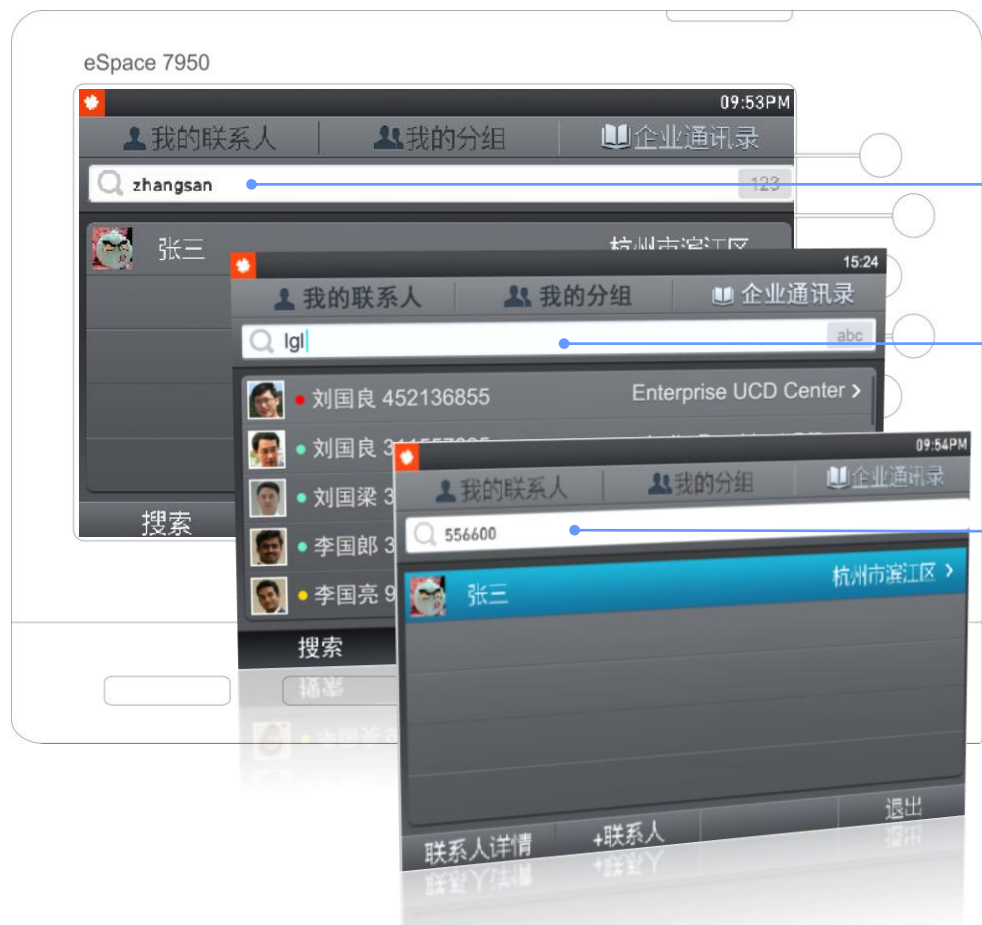 eSpace 7950
09:53PM
我的联系人 我的分组 企业通讯录
zhangsan 123
张三 杭州市滨江区
搜索
15:24
我的联系人 我的分组 企业通讯录
lgl abc
刘国良 452136855 Enterprise UCD Center >
刘国良 3
刘国梁 3
李国郎 3
李国亮 9
搜索
09:54PM
我的联系人 我的分组 企业通讯录
556600
张三 杭州市滨江区 >
联系人详情 +联系人 退出